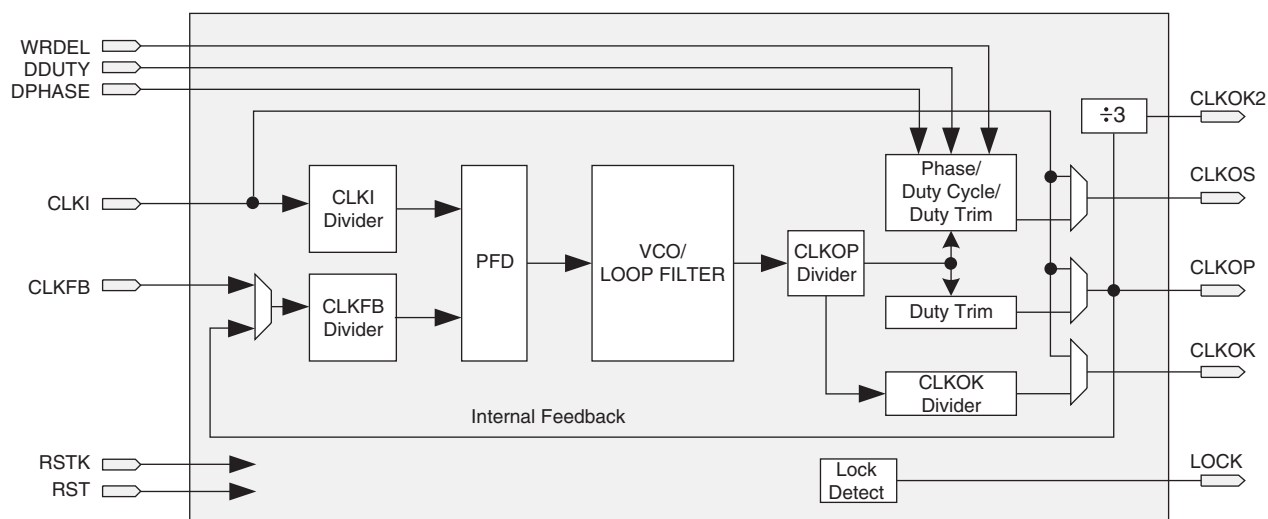 WRDEL
DDUTY
DPHASE
CLKI
CLKFB
RSTK
RST
CLKI
Divider
CLKFB
Divider
PFD
VCO/
LOOP FILTER
CLKOP
Divider
Phase/
Duty Cycle/
Duty Trim
Duty Trim
CLKOK
Divider
Internal Feedback
Lock
Detect
÷3
CLKOK2
CLKOS
CLKOP
CLKOK
LOCK